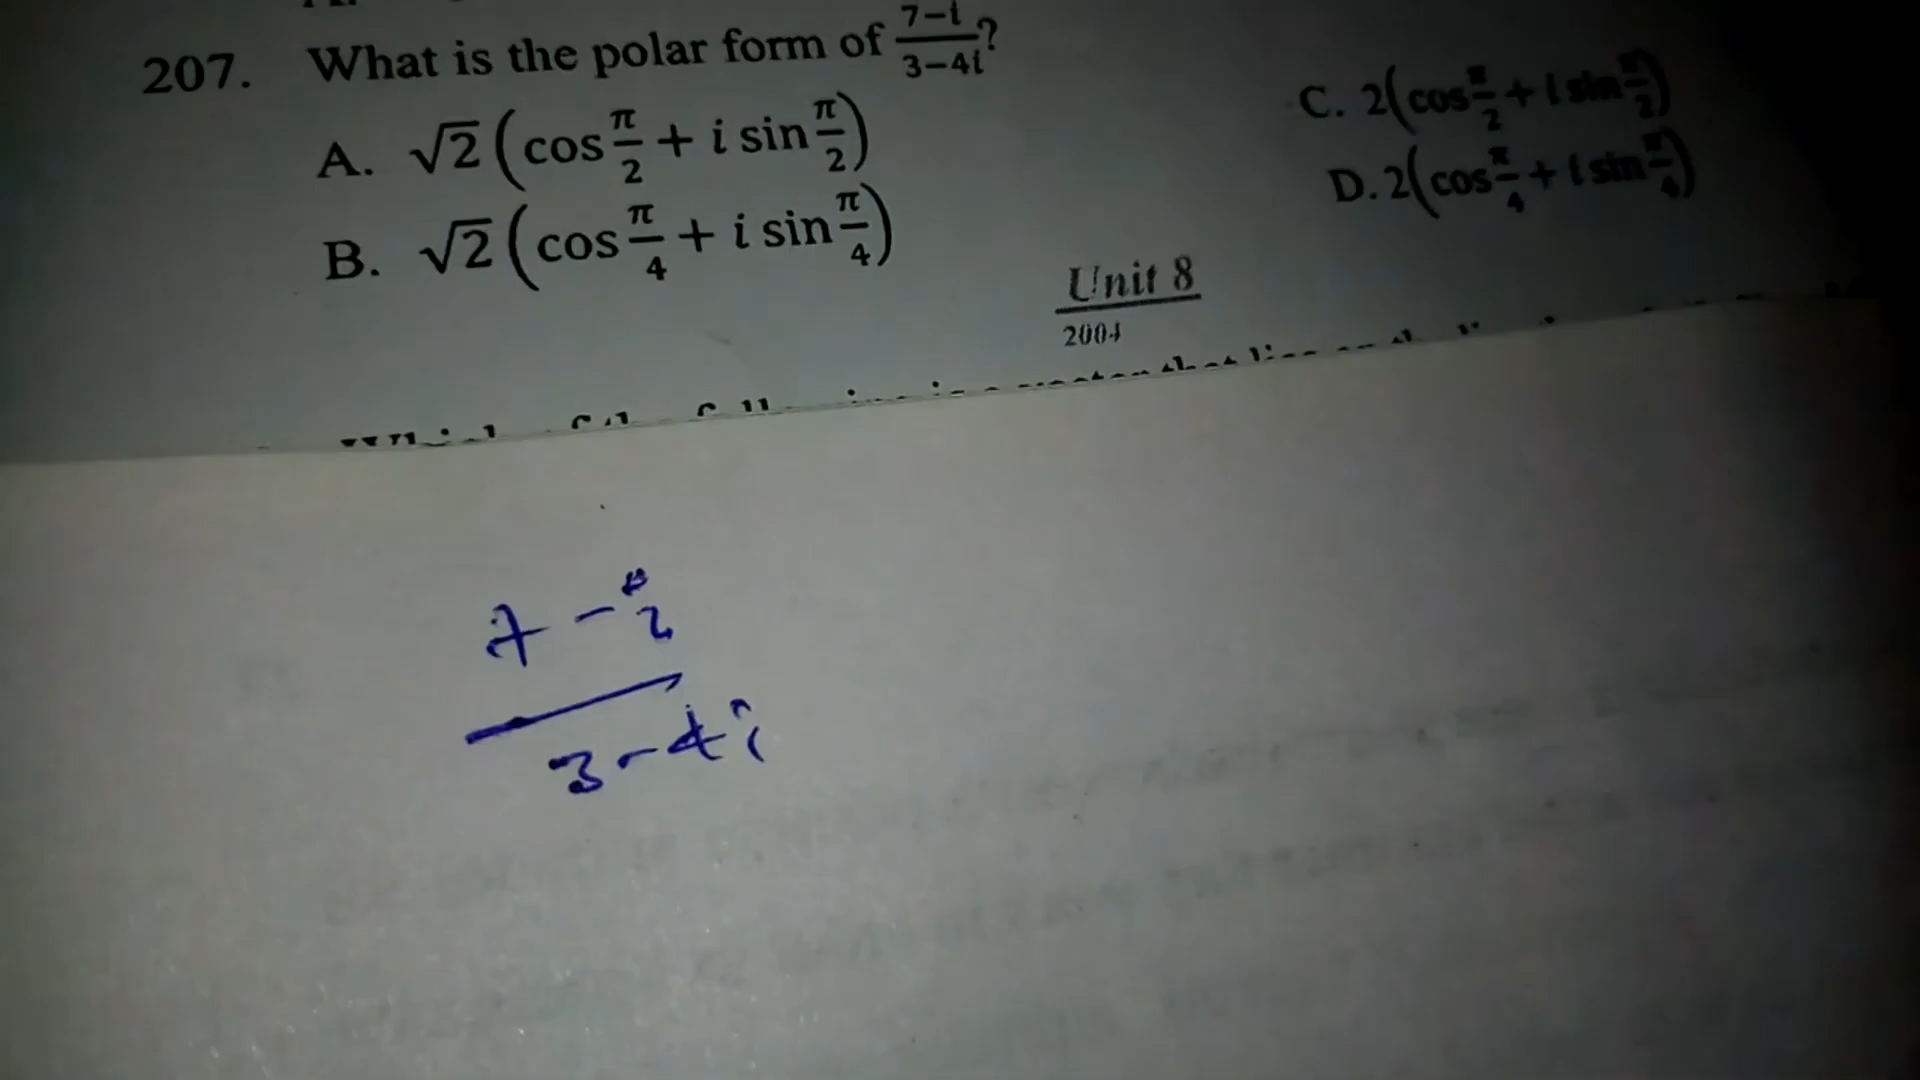 207. What is the polar form of \frac{7-i}{3-4i}?
A. √2(cos π/2 + i sin π/2)
B. √2(cos π/4 + i sin π/4)
C. 2(cos π/2 + i sin π/2)
D. 2(cos π/4 + i sin π/4)
Unit 8
2004
7 - i
3 - 4i